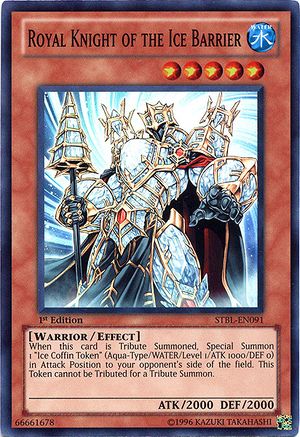 ROYAL KNIGHT OF THE ICE BARRIER
WATER
水
1st Edition
STBL-EN091
[WARRIOR / EFFECT]
When this card is Tribute Summoned, Special Summon
1 "Ice Coffin Token" (Aqua-Type/WATER/Level 1/ATK 1000/DEF 0)
in Attack Position to your opponent's side of the field. This
Token cannot be Tributed for a Tribute Summon.
ATK/2000 DEF/2000
66661678
©1996 KAZUKI TAKAHASHI